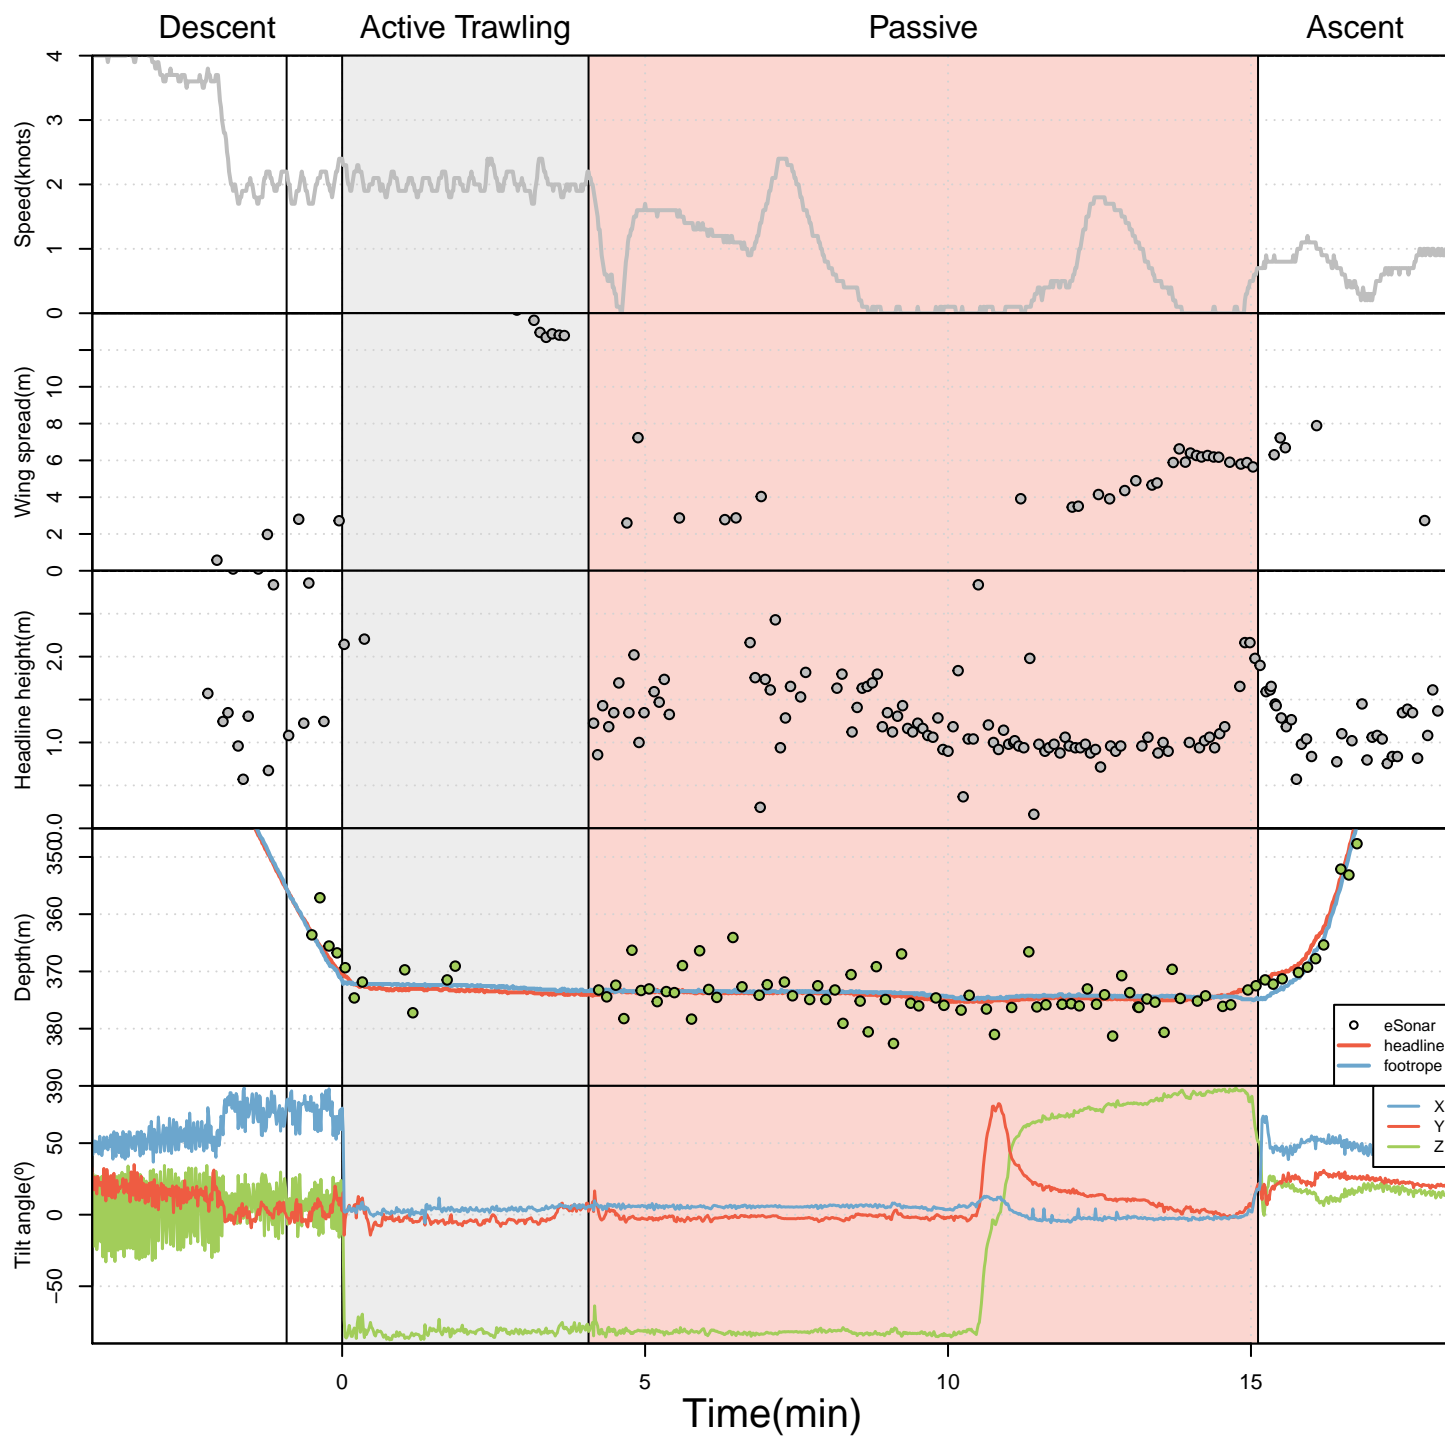 Descent Active Trawling Passive Ascent
Speed(knots)
4
3
2
1
0
Wing spread(m)
10
8
6
4
2
0
Headline height(m)
2.0
1.0
0.0
Depth(m)
350
360
370
380
390
eSonar
headline
footrope
Tilt angle(º)
50
0
−50
X
Y
Z
0 5 10 15
Time(min)